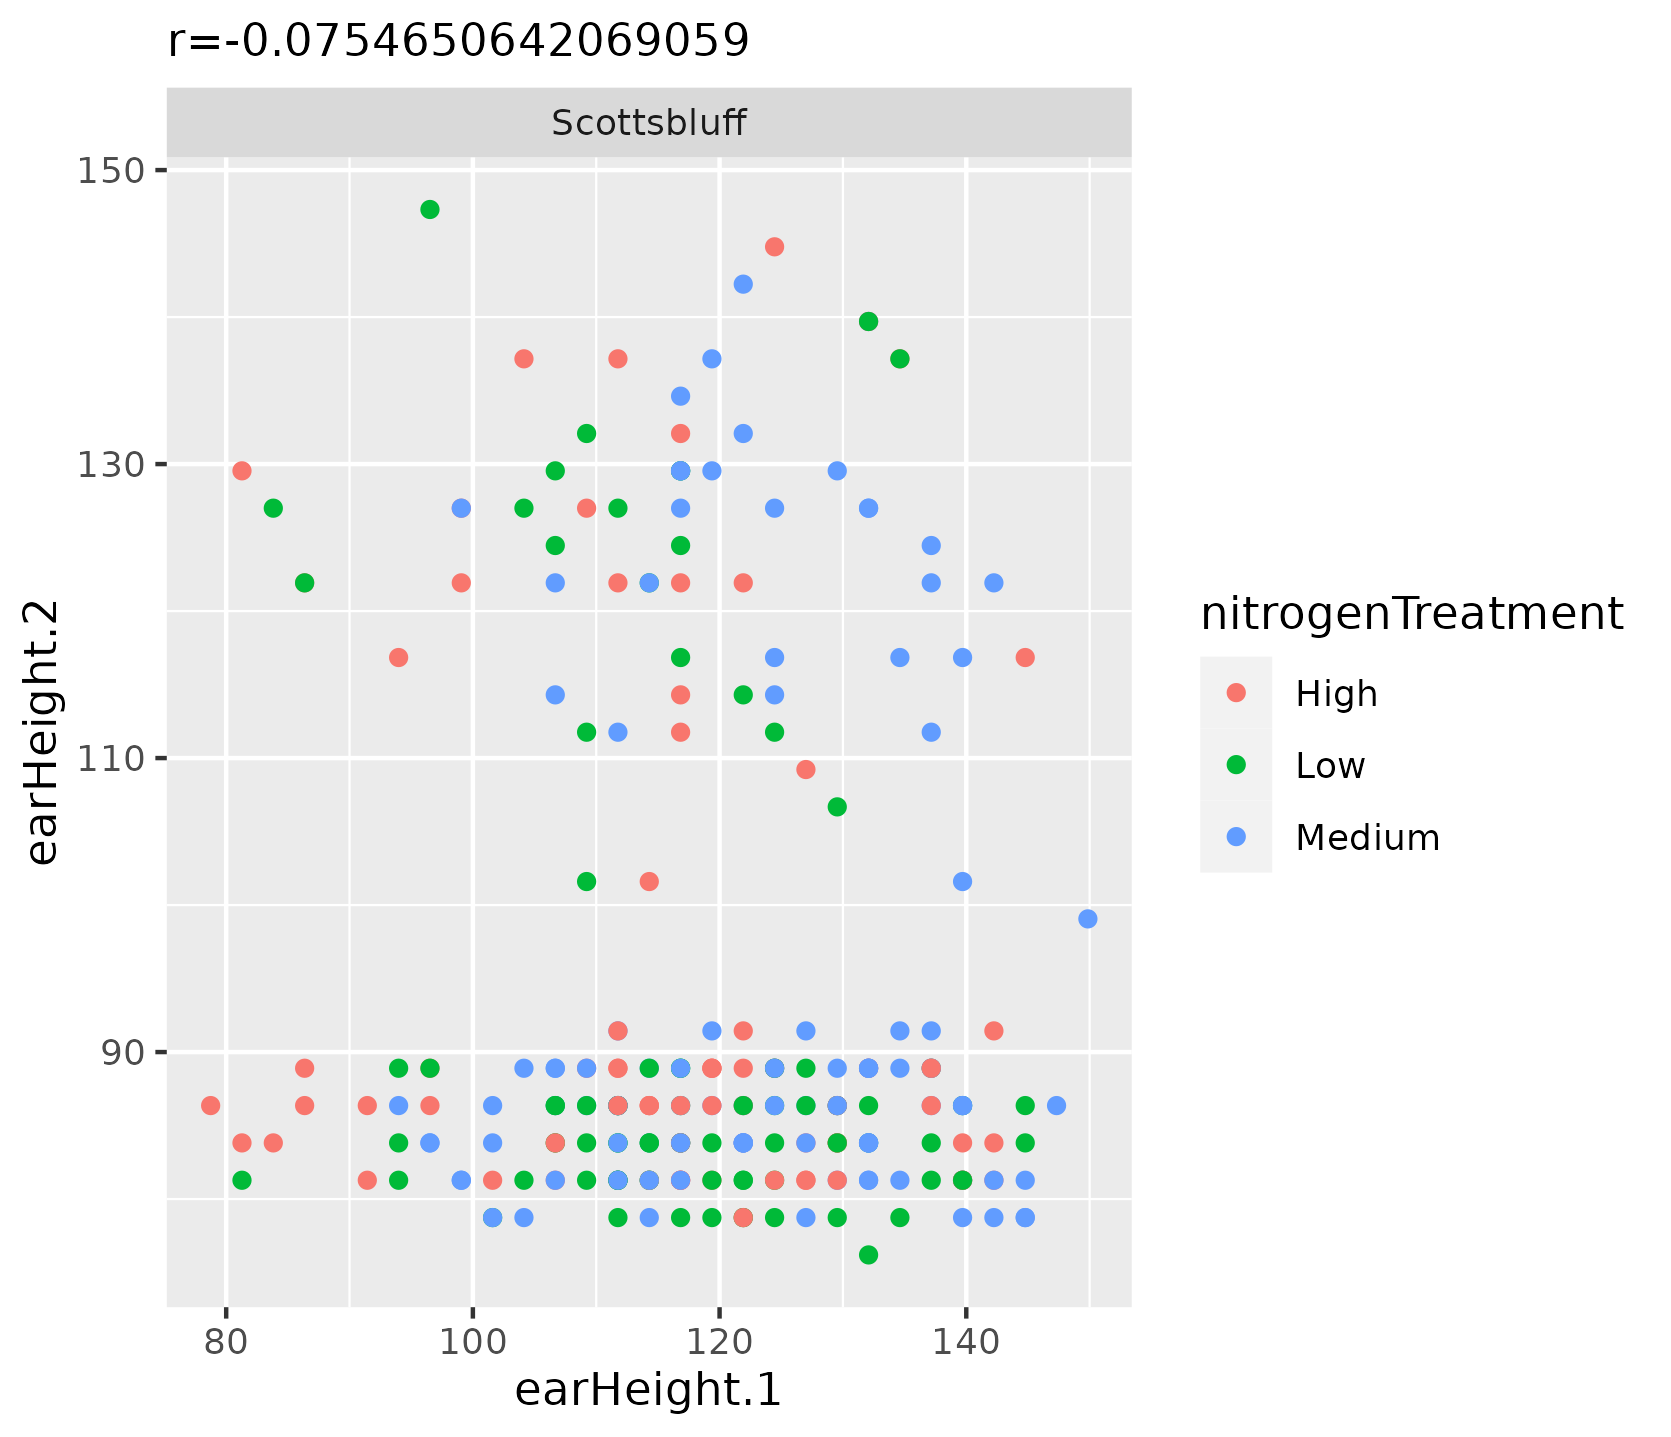 r=-0.0754650642069059
Scottsbluff
150
130
110
90
earHeight.2
80 100 120 140
earHeight.1
nitrogenTreatment
High
Low
Medium